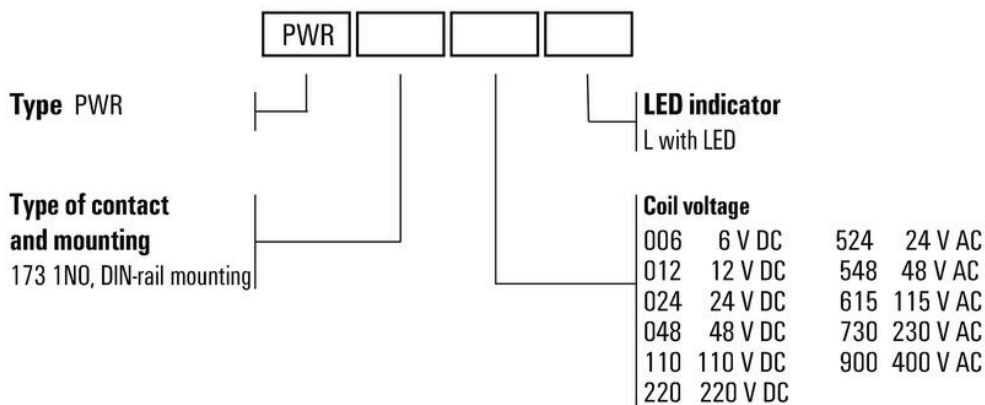 PWR
Type PWR
LED indicator
L with LED
Type of contact
and mounting
173 1NO, DIN-rail mounting
Coil voltage
006 6 V DC 524 24 V AC
012 12 V DC 548 48 V AC
024 24 V DC 615 115 V AC
048 48 V DC 730 230 V AC
110 110 V DC 900 400 V AC
220 220 V DC